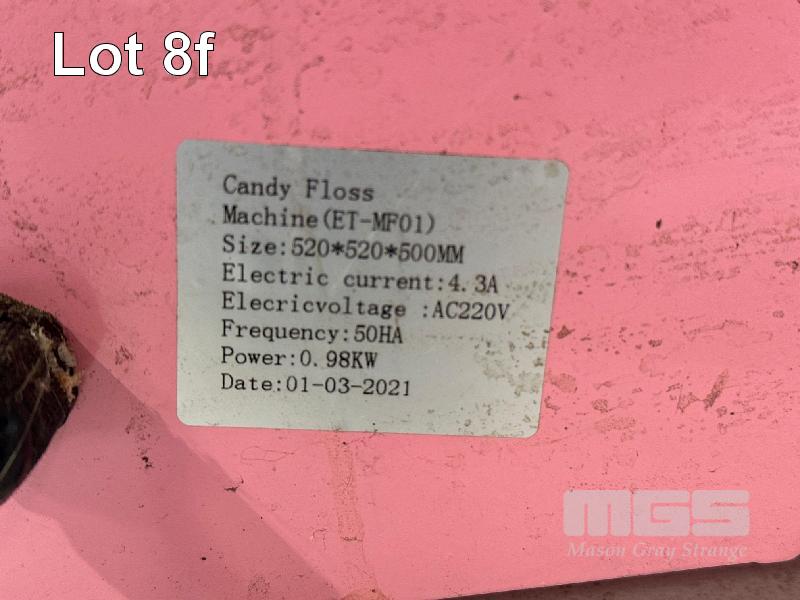 Lot 8f
Candy Floss
Machine(ET-MF01)
Size:520*520*500MM
Electric current:4.3A
Elecricvoltage :AC220V
Frequency:50HA
Power:0.98KW
Date:01-03-2021
MGS
Mason Gray Strange